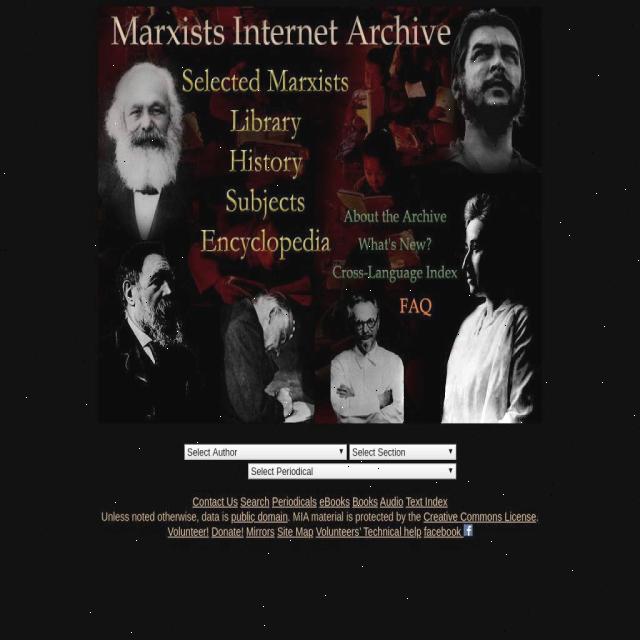 Marxists Internet Archive
Selected Marxists
Library
History
Subjects
Encyclopedia
About the Archive
What's New?
Cross-Language Index
FAQ
Select Author Select Section
Select Periodical
Contact Us Search Periodicals eBooks Books Audio Text Index
Unless noted otherwise, data is public domain. MIA material is protected by the Creative Commons License.
Volunteer! Donate! Mirrors Site Map Volunteers' Technical help facebook f